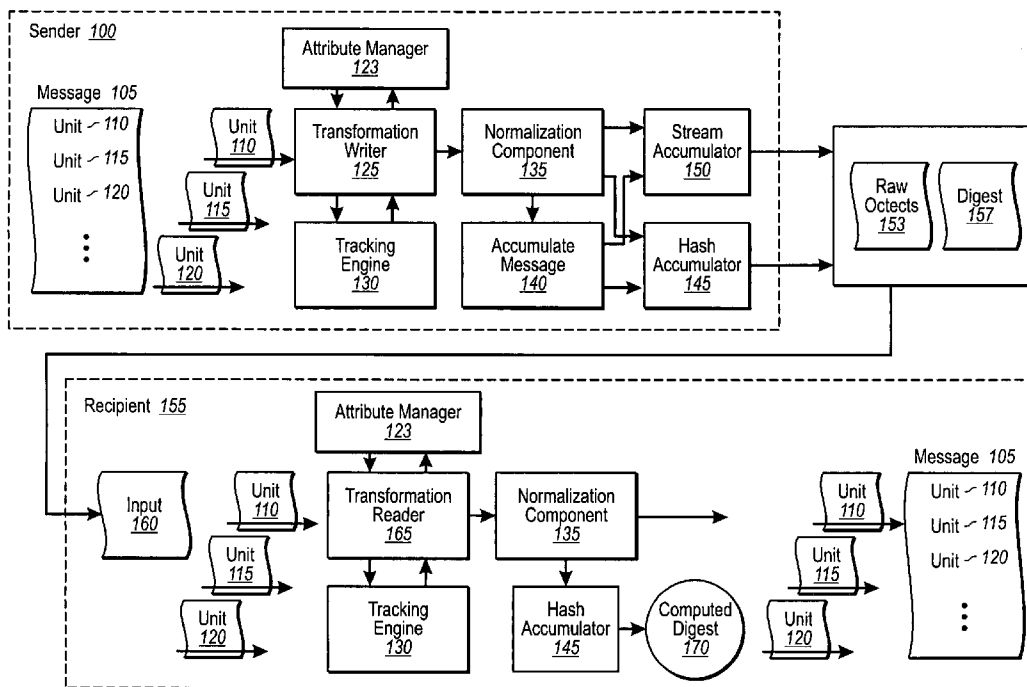 Sender 100
Attribute Manager
123
Message 105
Unit 110
Unit 115
Unit 120
Unit
110
Unit
115
Unit
120
Transformation
Writer
125
Tracking
Engine
130
Normalization
Component
135
Accumulate
Message
140
Stream
Accumulator
150
Hash
Accumulator
145
Raw
Octects
153
Digest
157
Recipient 155
Attribute Manager
123
Input
160
Unit
110
Unit
115
Unit
120
Transformation
Reader
165
Tracking
Engine
130
Normalization
Component
135
Hash
Accumulator
145
Computed
Digest
170
Unit
110
Unit
115
Unit
120
Message 105
Unit 110
Unit 115
Unit 120